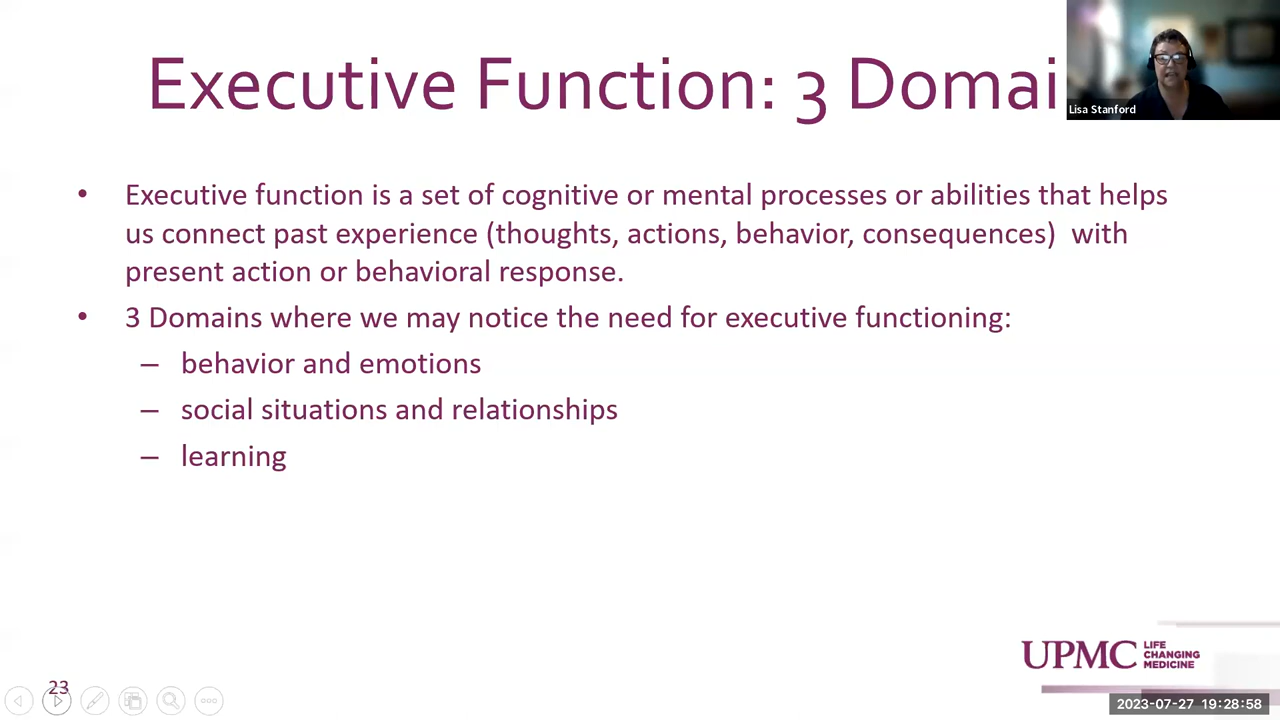 Executive Function: 3 Domai
Lisa Stanford
• Executive function is a set of cognitive or mental processes or abilities that helps
us connect past experience (thoughts, actions, behavior, consequences) with
present action or behavioral response.
• 3 Domains where we may notice the need for executive functioning:
– behavior and emotions
– social situations and relationships
– learning
UPMC LIFE
CHANGING
MEDICINE
23
2023-07-27 19:28:58